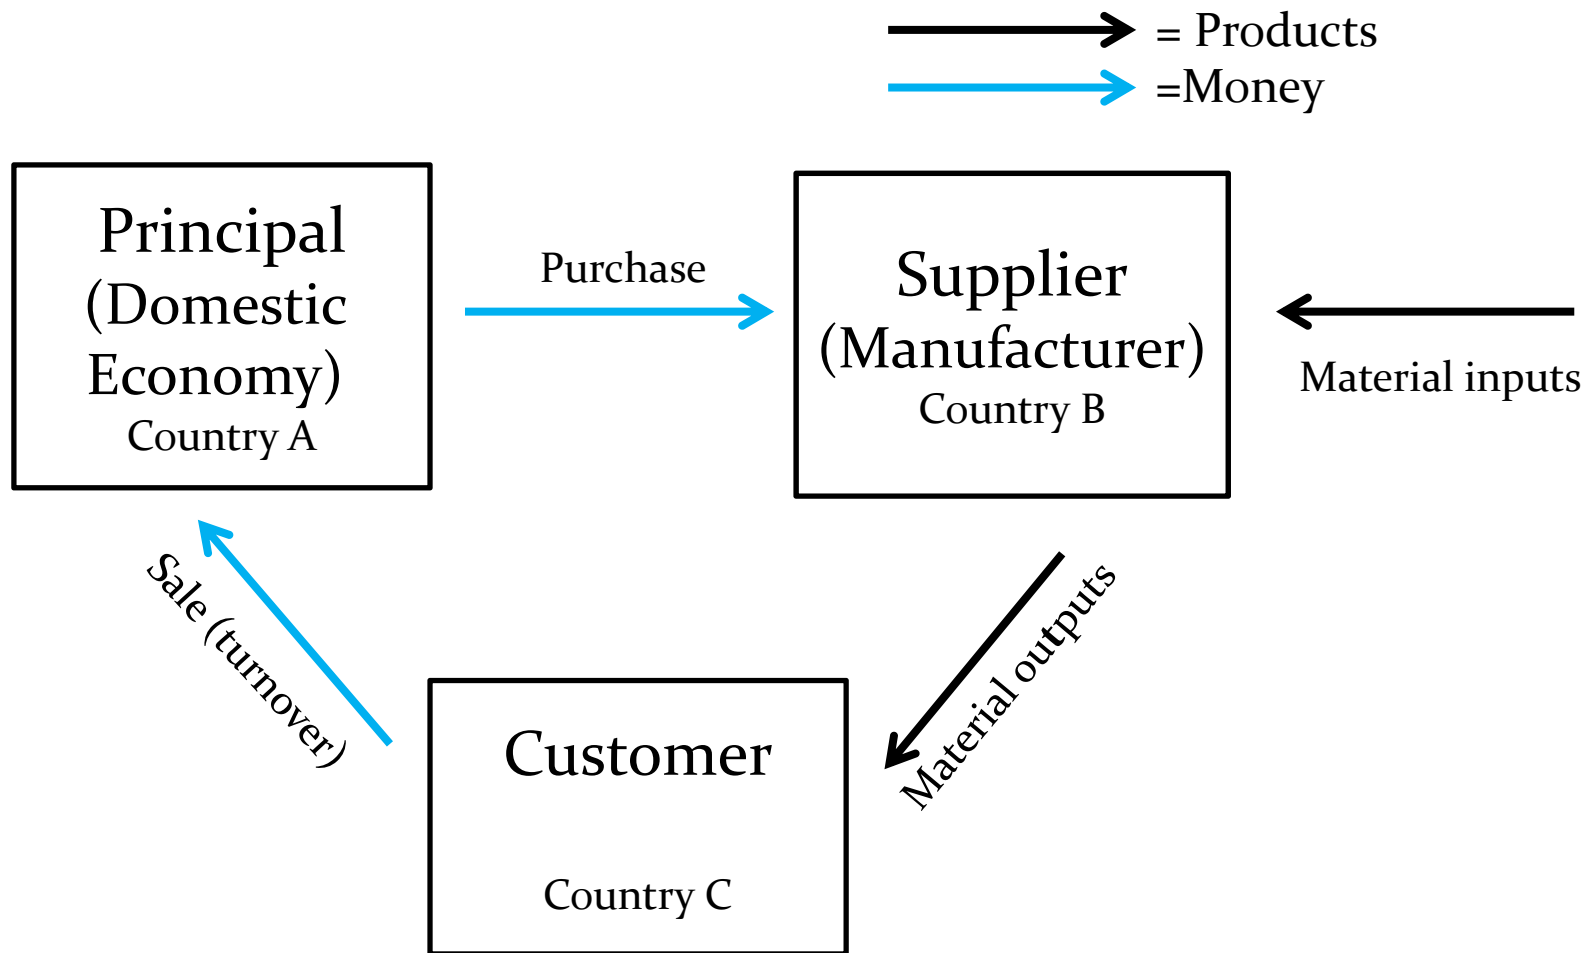 = Products
=Money
Principal
(Domestic
Economy)
Country A
Purchase
Supplier
(Manufacturer)
Country B
Material inputs
Sale (turnover)
Material outputs
Customer
Country C